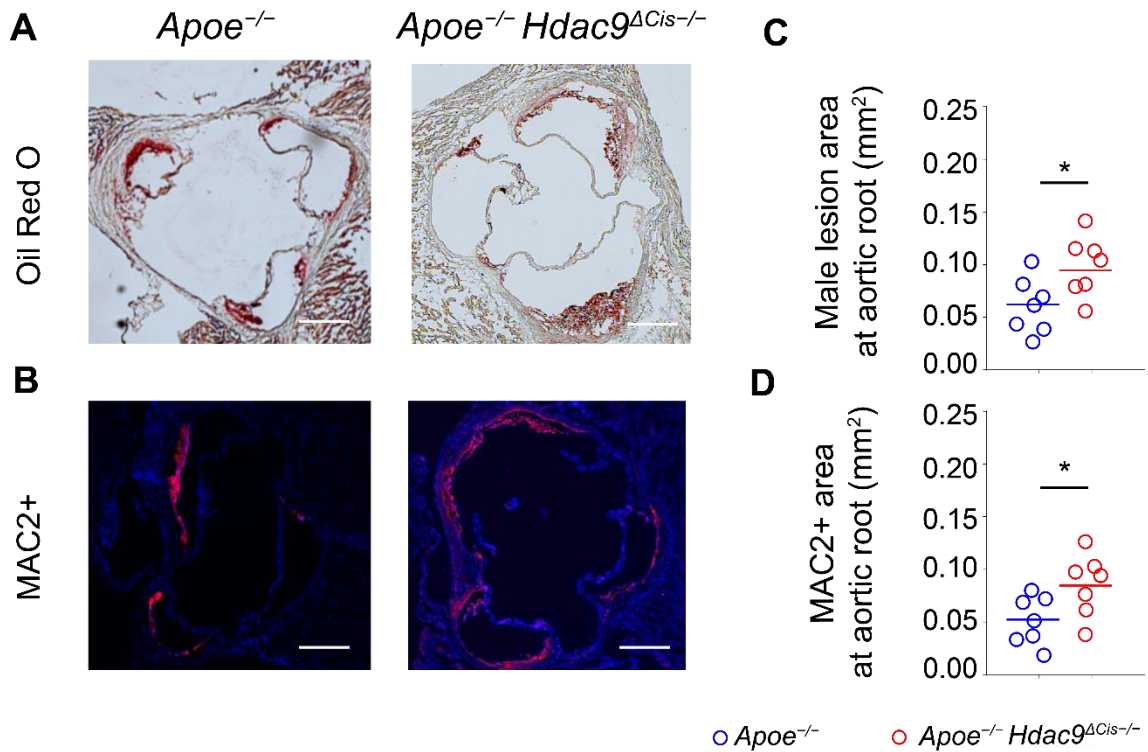 A
Apoe⁻/⁻
Apoe⁻/⁻ Hdac9ΔCis⁻/⁻
C
Oil Red O
Male lesion area
at aortic root (mm²)
0.25
0.20
0.15
0.10
0.05
0.00
*
B
MAC2+
D
MAC2+ area
at aortic root (mm²)
0.25
0.20
0.15
0.10
0.05
0.00
*
Apoe⁻/⁻
Apoe⁻/⁻ Hdac9ΔCis⁻/⁻